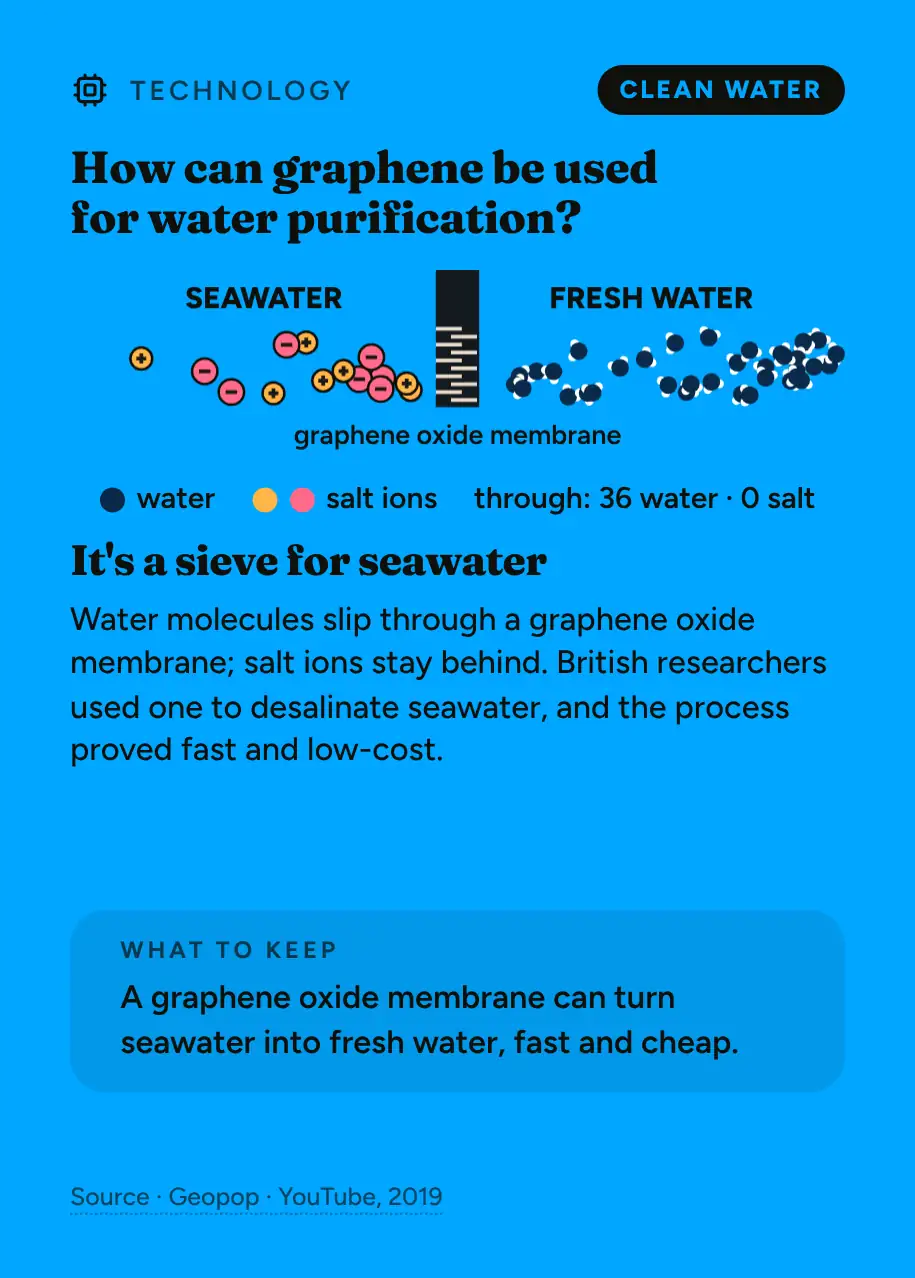 TECHNOLOGY
CLEAN WATER
How can graphene be used
for water purification?
SEAWATER
FRESH WATER
graphene oxide membrane
water
salt ions
through: 36 water · 0 salt
It's a sieve for seawater
Water molecules slip through a graphene oxide
membrane; salt ions stay behind. British researchers
used one to desalinate seawater, and the process
proved fast and low-cost.
WHAT TO KEEP
A graphene oxide membrane can turn
seawater into fresh water, fast and cheap.
Source · Geopop · YouTube, 2019